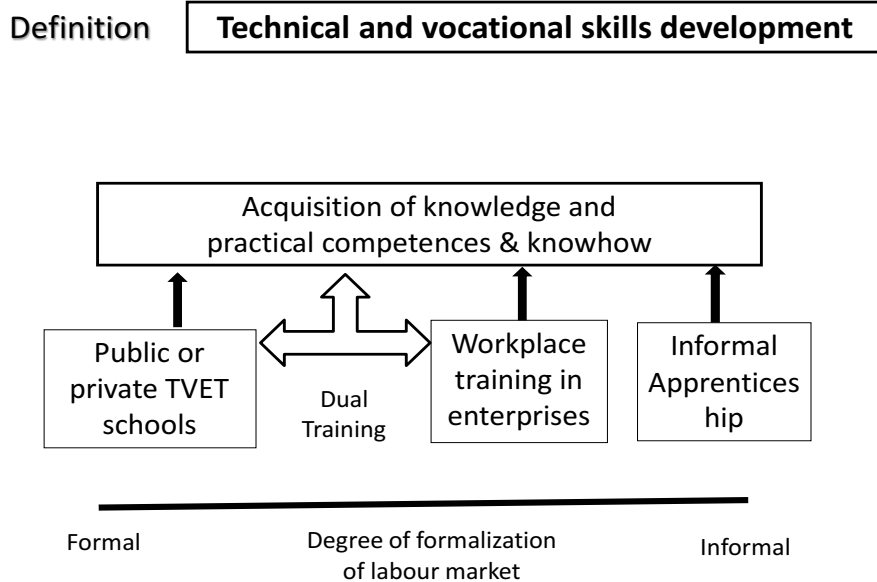 Definition
Technical and vocational skills development
Acquisition of knowledge and
practical competences & knowhow
Public or
private TVET
schools
Dual
Training
Workplace
training in
enterprises
Informal
Apprentices
hip
Formal
Degree of formalization
of labour market
Informal